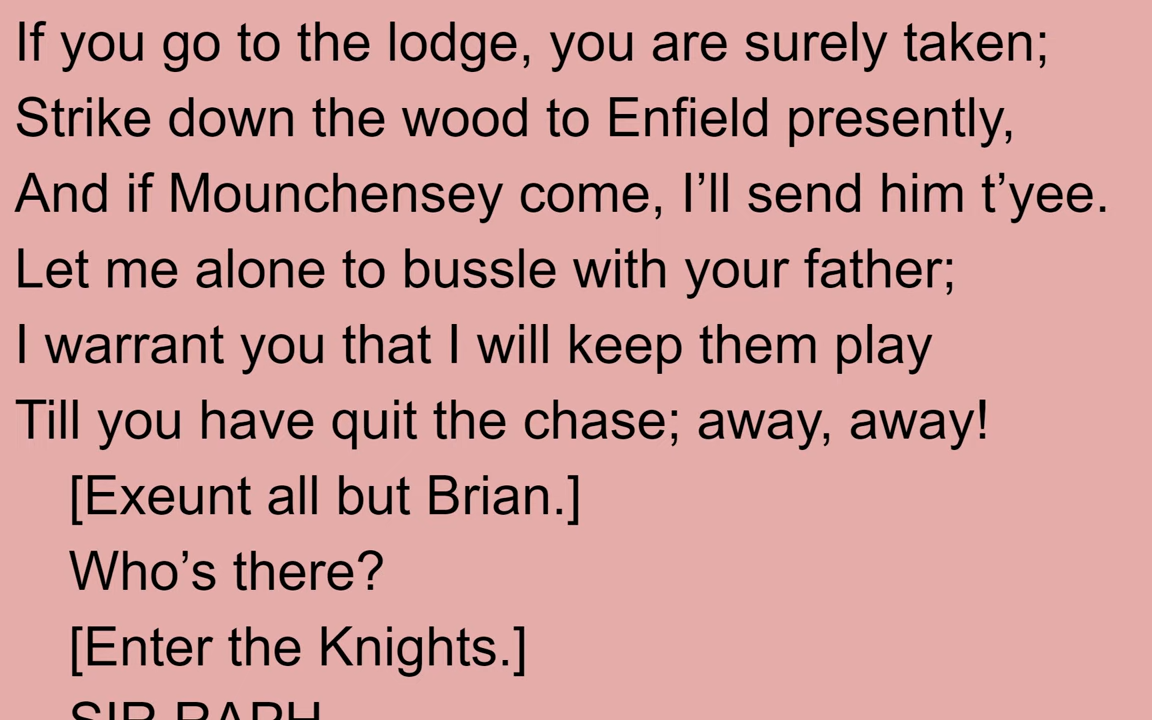 If you go to the lodge, you are surely taken;
Strike down the wood to Enfield presently,
And if Mounchensey come, I’ll send him t’yee.
Let me alone to bussle with your father;
I warrant you that I will keep them play
Till you have quit the chase; away, away!
[Exeunt all but Brian.]
Who’s there?
[Enter the Knights.]
SIR RAPH